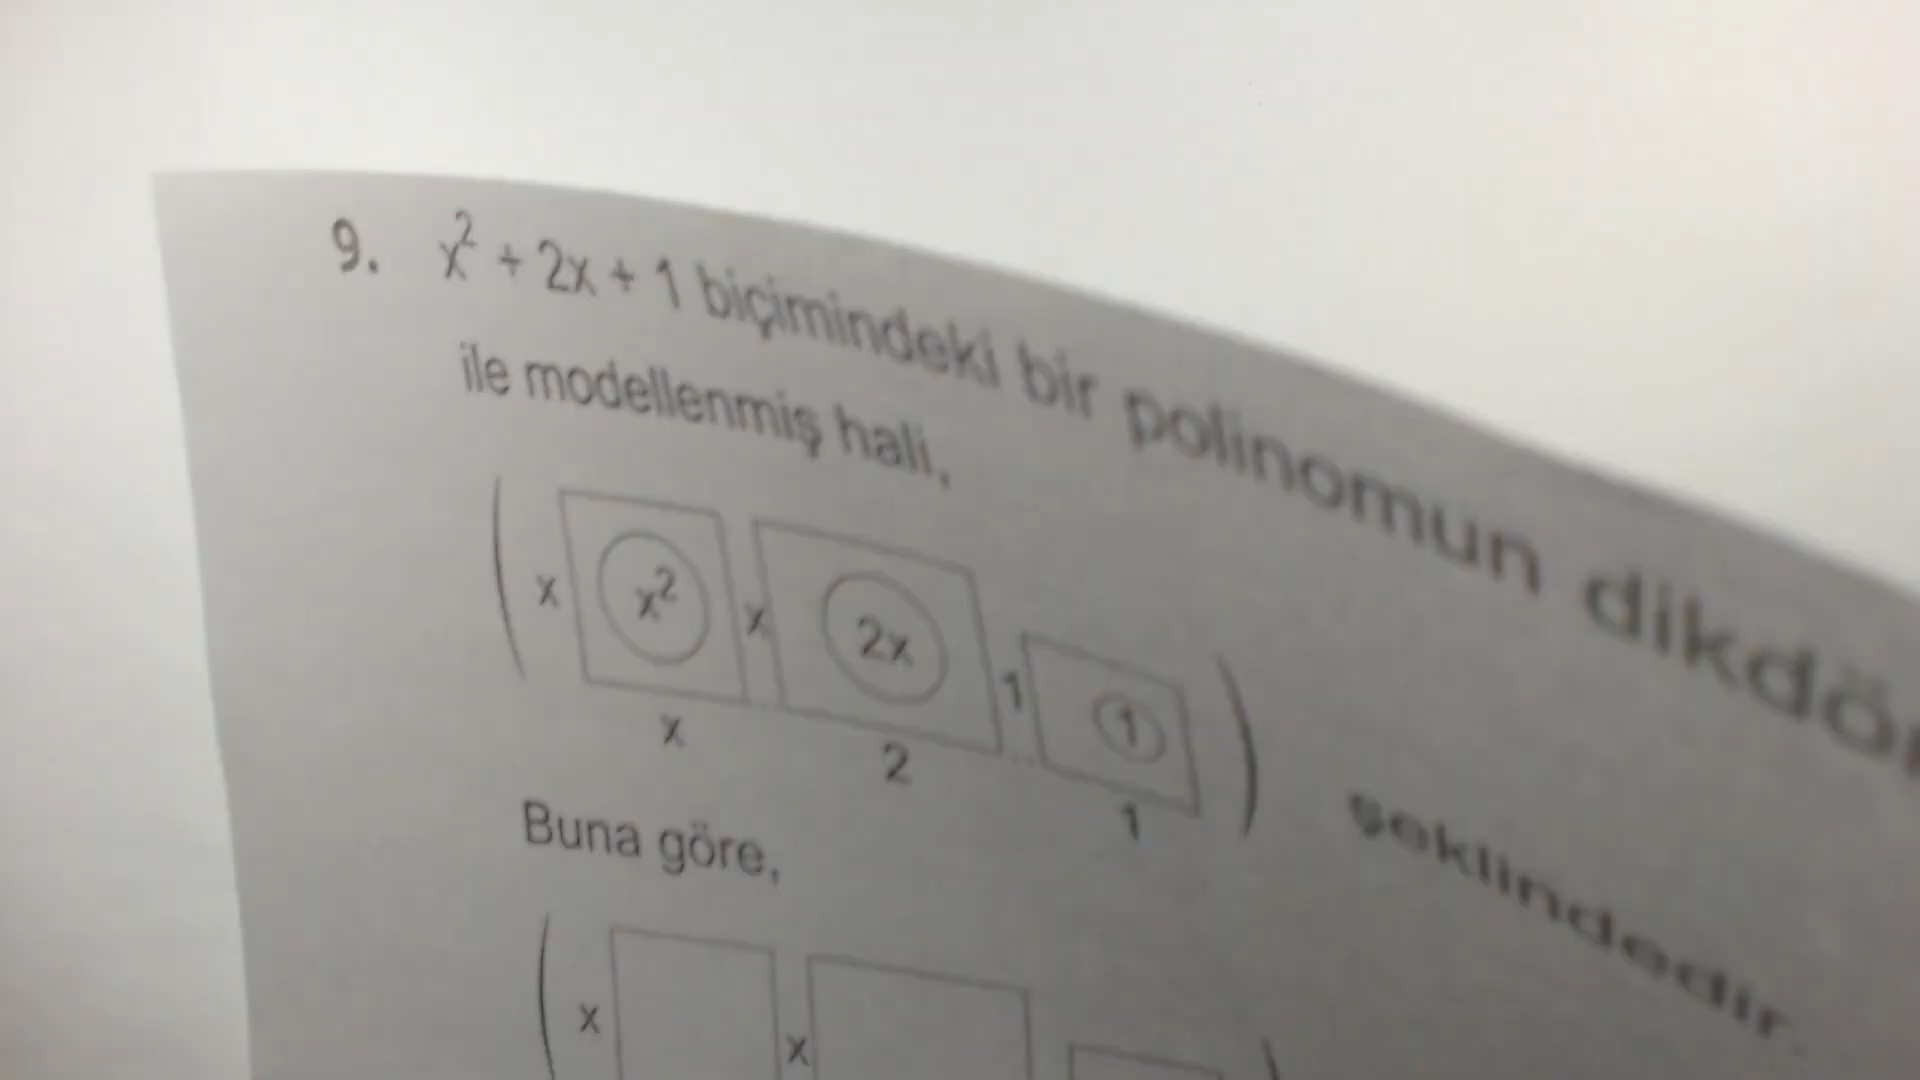 9. x² + 2x + 1 biçimindeki bir polinomun dikdö
ile modellenmiş hali,
( x x² x 2x 1 1 ) şeklindedir.
x 2 1
Buna göre,
( x x )